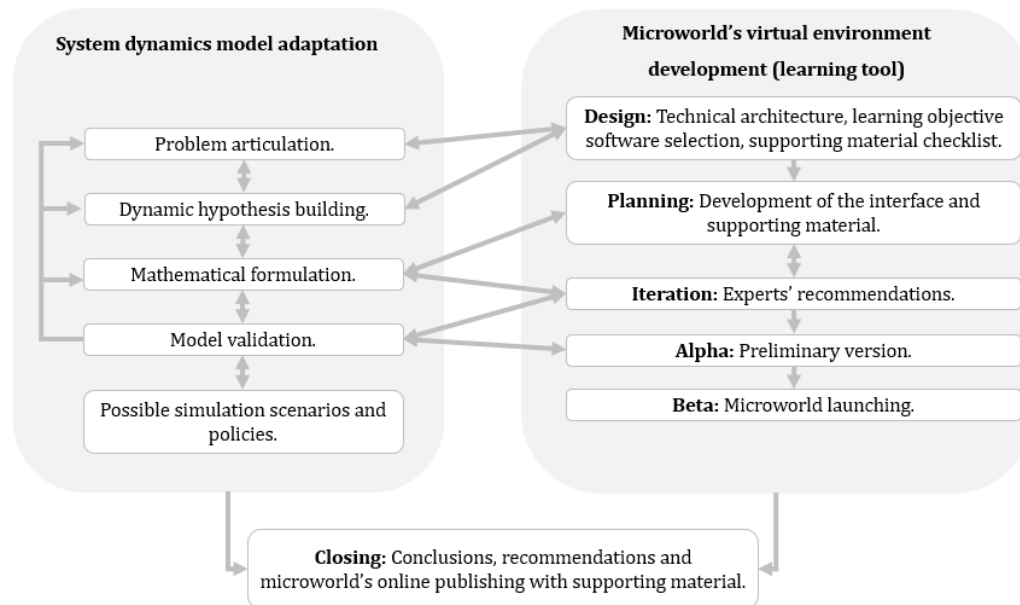 System dynamics model adaptation
Problem articulation.
Dynamic hypothesis building.
Mathematical formulation.
Model validation.
Possible simulation scenarios and
policies.
Microworld's virtual environment
development (learning tool)
Design: Technical architecture, learning objective
software selection, supporting material checklist.
Planning: Development of the interface and
supporting material.
Iteration: Experts' recommendations.
Alpha: Preliminary version.
Beta: Microworld launching.
Closing: Conclusions, recommendations and
microworld's online publishing with supporting material.